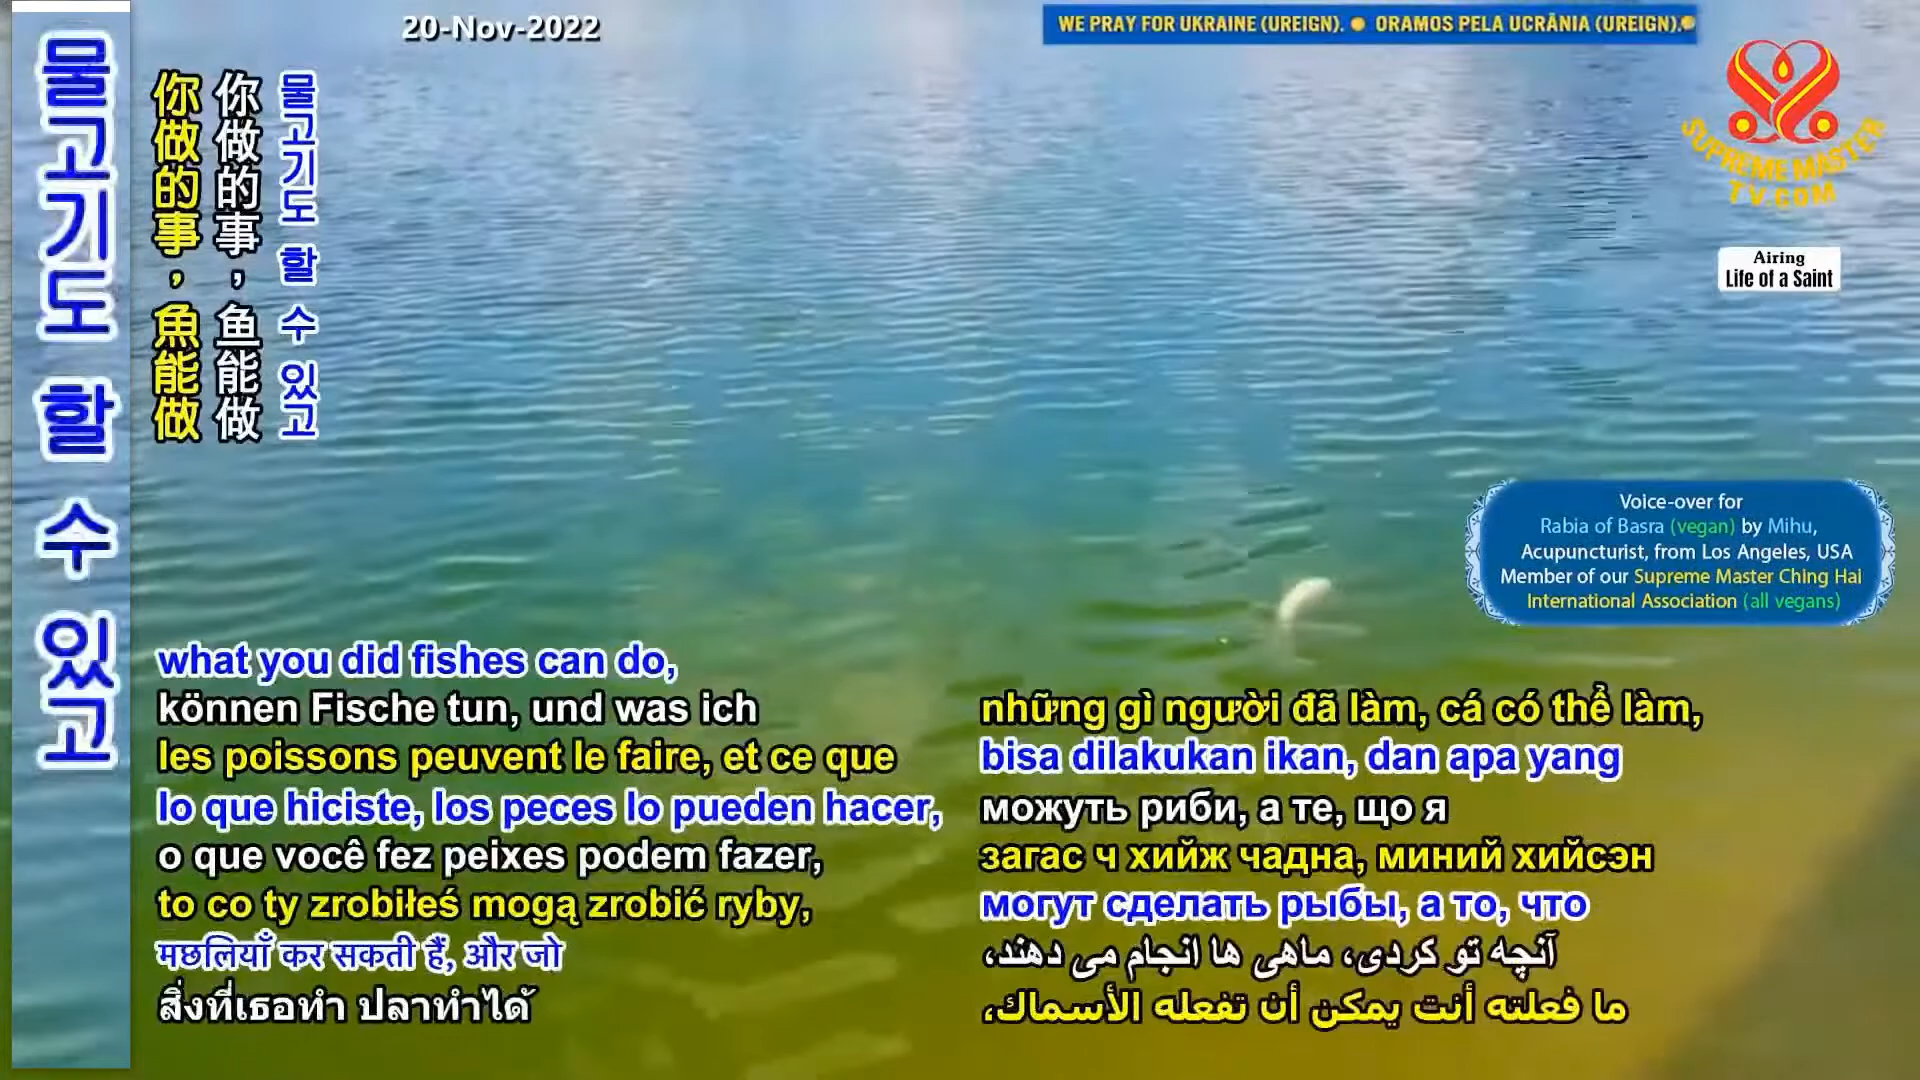 20-Nov-2022
WE PRAY FOR UKRAINE (UREIGN). ORAMOS PELA UCRÂNIA (UREIGN).
SUPREME MASTER
TV.COM
Airing
Life of a Saint
물고기도 할 수 있고
你做的事，魚能做
你做的事，鱼能做
물고기도 할 수 있고
Voice-over for
Rabia of Basra (vegan) by Mihu,
Acupuncturist, from Los Angeles, USA
Member of our Supreme Master Ching Hai
International Association (all vegans)
what you did fishes can do,
können Fische tun, und was ich
les poissons peuvent le faire, et ce que
lo que hiciste, los peces lo pueden hacer,
o que você fez peixes podem fazer,
to co ty zrobiłeś mogą zrobić ryby,
मछलियाँ कर सकती हैं, और जो
สิ่งที่เธอทำ ปลาทำได้
những gì người đã làm, cá có thể làm,
bisa dilakukan ikan, dan apa yang
можуть риби, а те, що я
загас ч хийж чадна, миний хийсэн
могут сделать рыбы, а то, что
آنچه تو کردی، ماهی ها انجام می دهند،
ما فعلته أنت يمكن أن تفعله الأسماك،